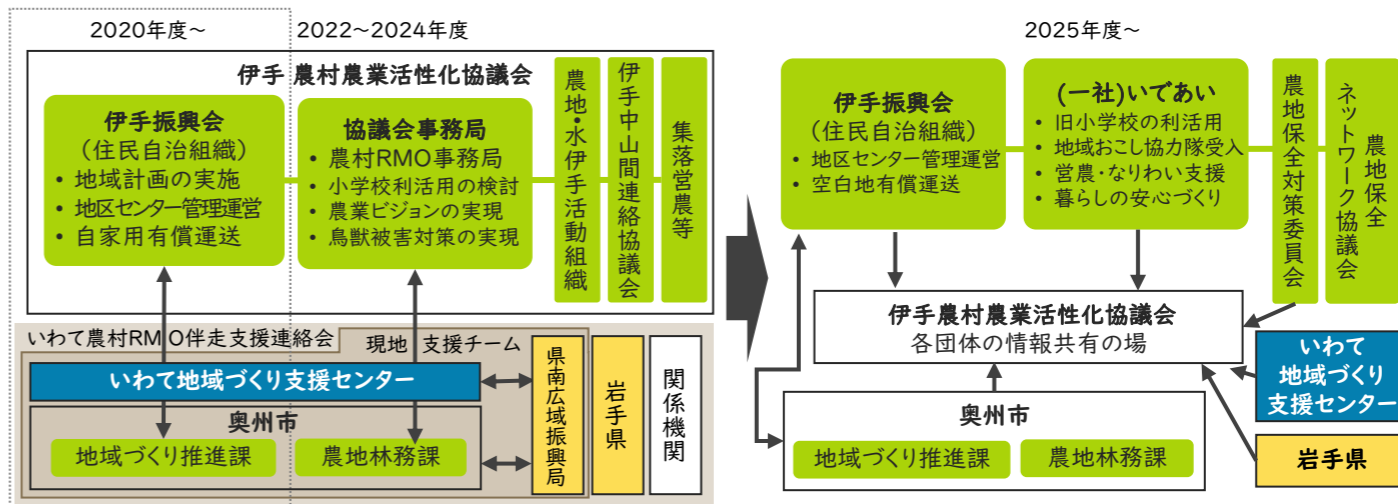 2020年度~
2022~2024年度
伊手 農村農業活性化協議会
伊手振興会
(住民自治組織)
• 地域計画の実施
• 地区センター管理運営
• 自家用有償運送
協議会事務局
• 農村RMO事務局
• 小学校利活用の検討
• 農業ビジョンの実現
• 鳥獣被害対策の実現
農地・水伊手活動組織
伊手中山間連絡協議会
集落営農等
いわて農村RMO伴走支援連絡会
現地 支援チーム
いわて地域づくり支援センター
奥州市
地域づくり推進課
農地林務課
県南広域振興局
岩手県
関係機関
2025年度~
伊手振興会
(住民自治組織)
• 地区センター管理運営
• 空白地有償運送
(一社)いであい
• 旧小学校の利活用
• 地域おこし協力隊受入
• 営農・なりわい支援
• 暮らしの安心づくり
農地保全対策委員会
農地保全
ネットワーク協議会
伊手農村農業活性化協議会
各団体の情報共有の場
奥州市
地域づくり推進課
農地林務課
いわて
地域づくり
支援センター
岩手県